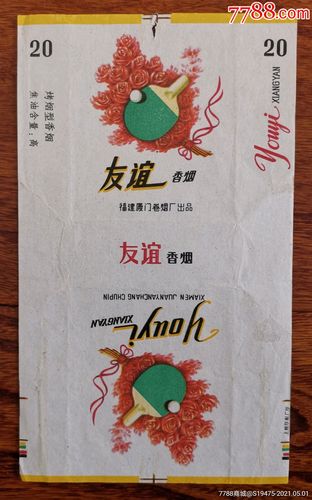 7788.com
20
20
烤烟型香烟
焦油含量：高
Youyi XIANGYAN
友谊 香烟
福建厦门卷烟厂出品
友谊 香烟
XIAMEN JUANYANCHANG CHUPIN
Youyi
XIANGYAN
7788商城@S19475 2021.05.01